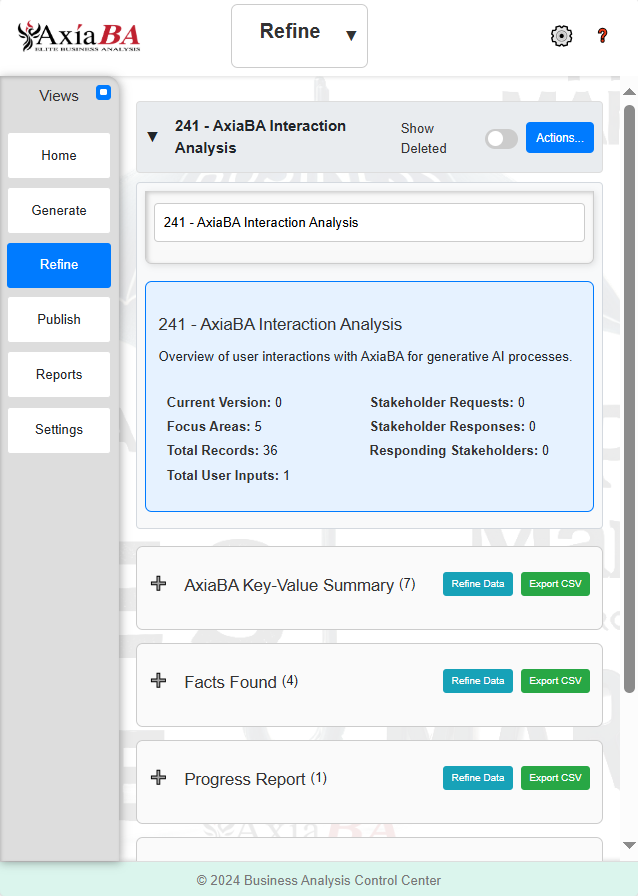 AxiaBA
ELITE BUSINESS ANALYSIS
Refine ▼
?
Views
Home
Generate
Refine
Publish
Reports
Settings
▼ 241 - AxiaBA Interaction
Analysis
Show
Deleted
Actions...
241 - AxiaBA Interaction Analysis
241 - AxiaBA Interaction Analysis
Overview of user interactions with AxiaBA for generative AI processes.
Current Version: 0
Stakeholder Requests: 0
Focus Areas: 5
Stakeholder Responses: 0
Total Records: 36
Responding Stakeholders: 0
Total User Inputs: 1
AxiaBA Key-Value Summary (7)
Refine Data
Export CSV
Facts Found (4)
Refine Data
Export CSV
Progress Report (1)
Refine Data
Export CSV
AxiaBA
© 2024 Business Analysis Control Center